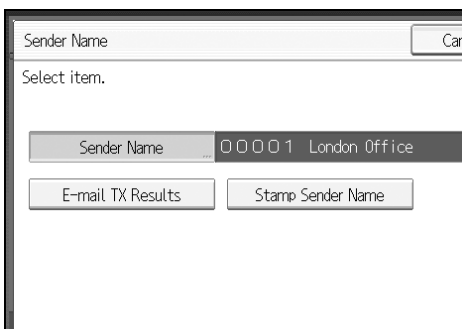 Sender Name
Select item.
Sender Name 00001 London Office
E-mail TX Results Stamp Sender Name